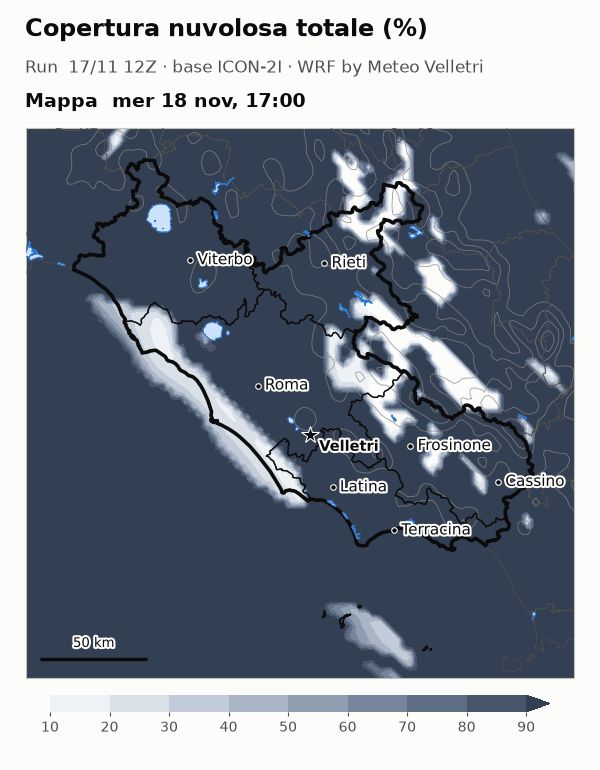 Copertura nuvolosa totale (%)
Run 17/11 12Z · base ICON-2I · WRF by Meteo Velletri
Mappa mer 18 nov, 17:00
Viterbo
Rieti
Roma
Velletri
Frosinone
Latina
Cassino
Terracina
50 km
10 20 30 40 50 60 70 80 90